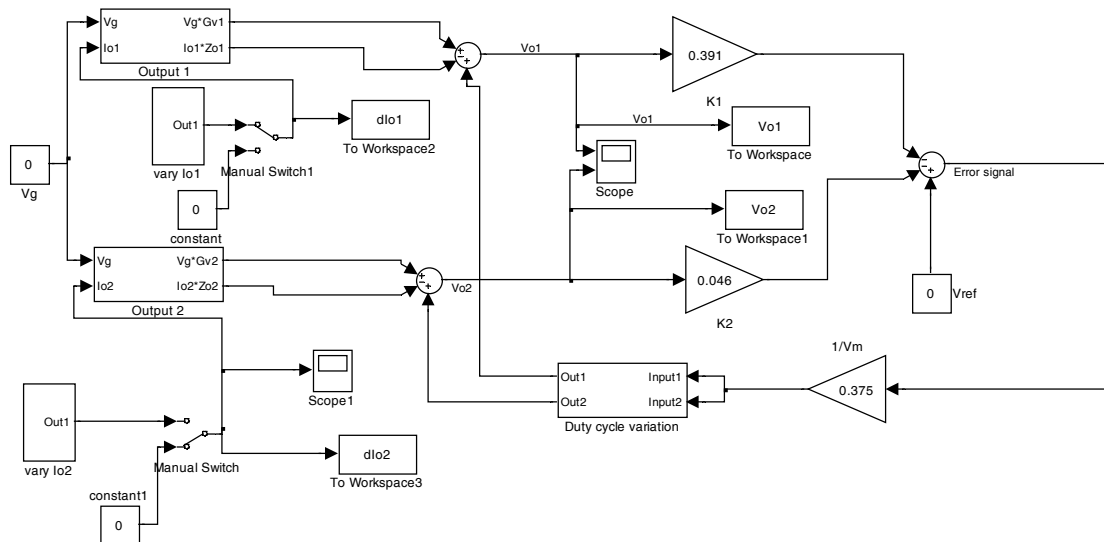 Vg
Vg*Gv1
Io1
Io1*Zo1
Output 1
Vo1
0.391
K1
Out1
vary Io1
Manual Switch1
dIo1
To Workspace2
Vo1
Vo1
To Workspace
Scope
0
Vg
0
constant
Error signal
Vo2
To Workspace1
Vg
Vg*Gv2
Io2
Io2*Zo2
Output 2
Vo2
0.046
K2
0
Vref
1/Vm
0.375
Out1
Input1
Out2
Input2
Duty cycle variation
Scope1
Out1
vary Io2
Manual Switch
dIo2
To Workspace3
constant1
0